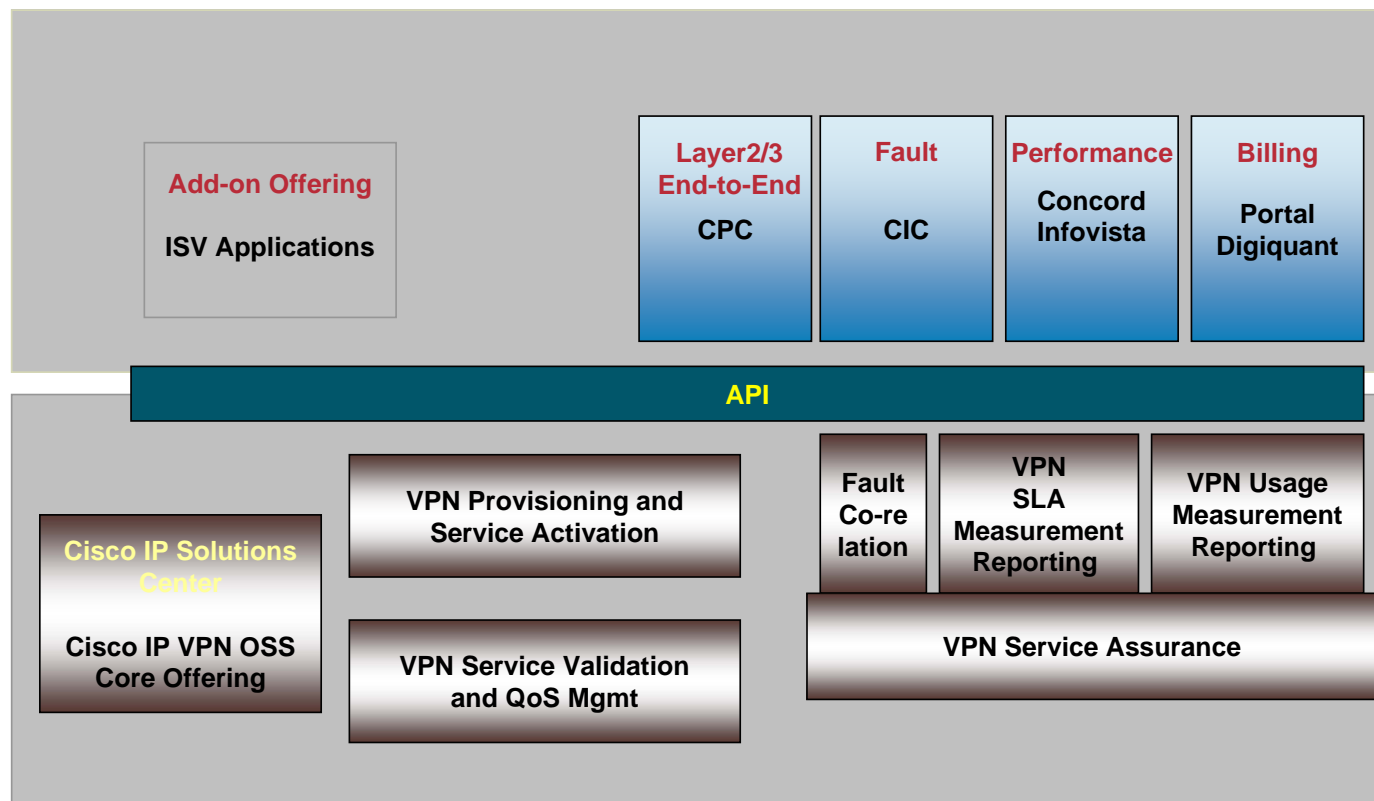 Add-on Offering
ISV Applications
Layer2/3
End-to-End
CPC
Fault
CIC
Performance
Concord
Infovista
Billing
Portal
Digiquant
API
Cisco IP Solutions
Center
Cisco IP VPN OSS
Core Offering
VPN Provisioning and
Service Activation
VPN Service Validation
and QoS Mgmt
Fault
Co-re
lation
VPN
SLA
Measurement
Reporting
VPN Usage
Measurement
Reporting
VPN Service Assurance